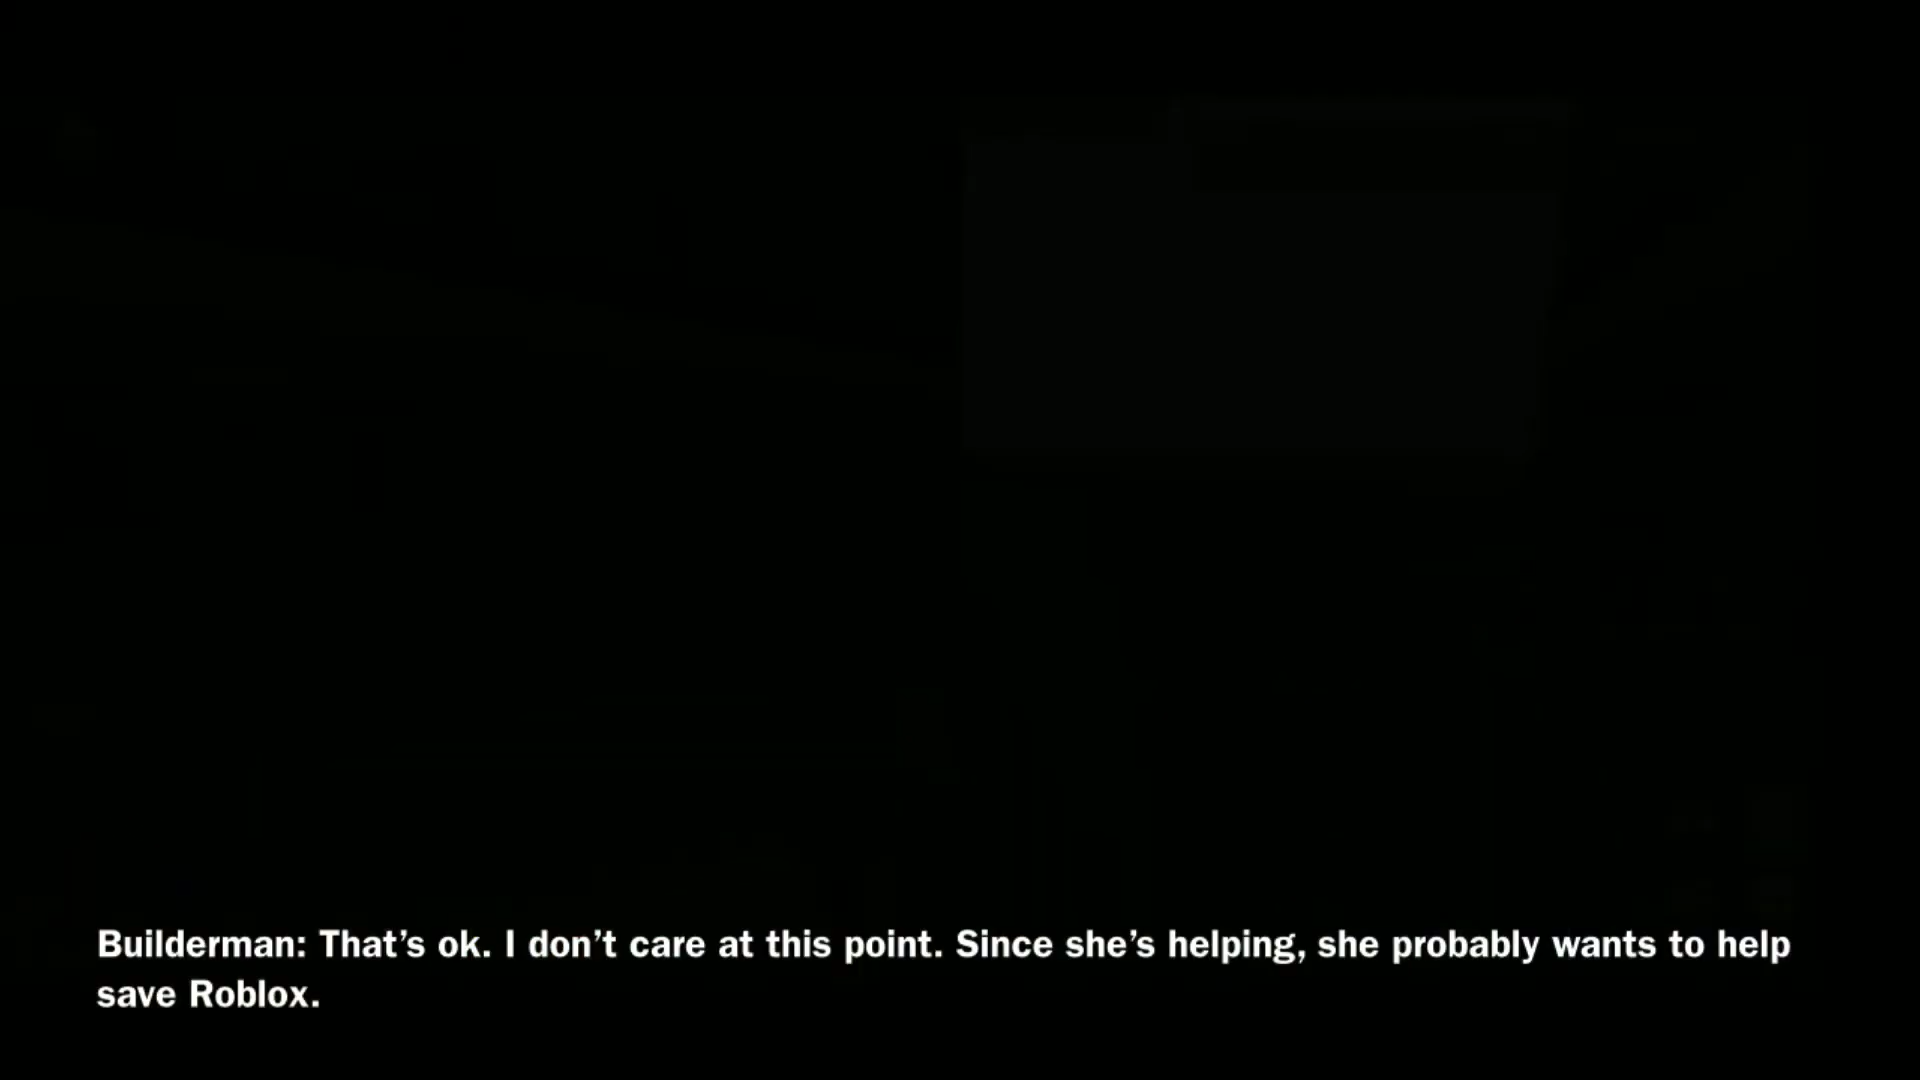 Builderman: That’s ok. I don’t care at this point. Since she’s helping, she probably wants to help
save Roblox.